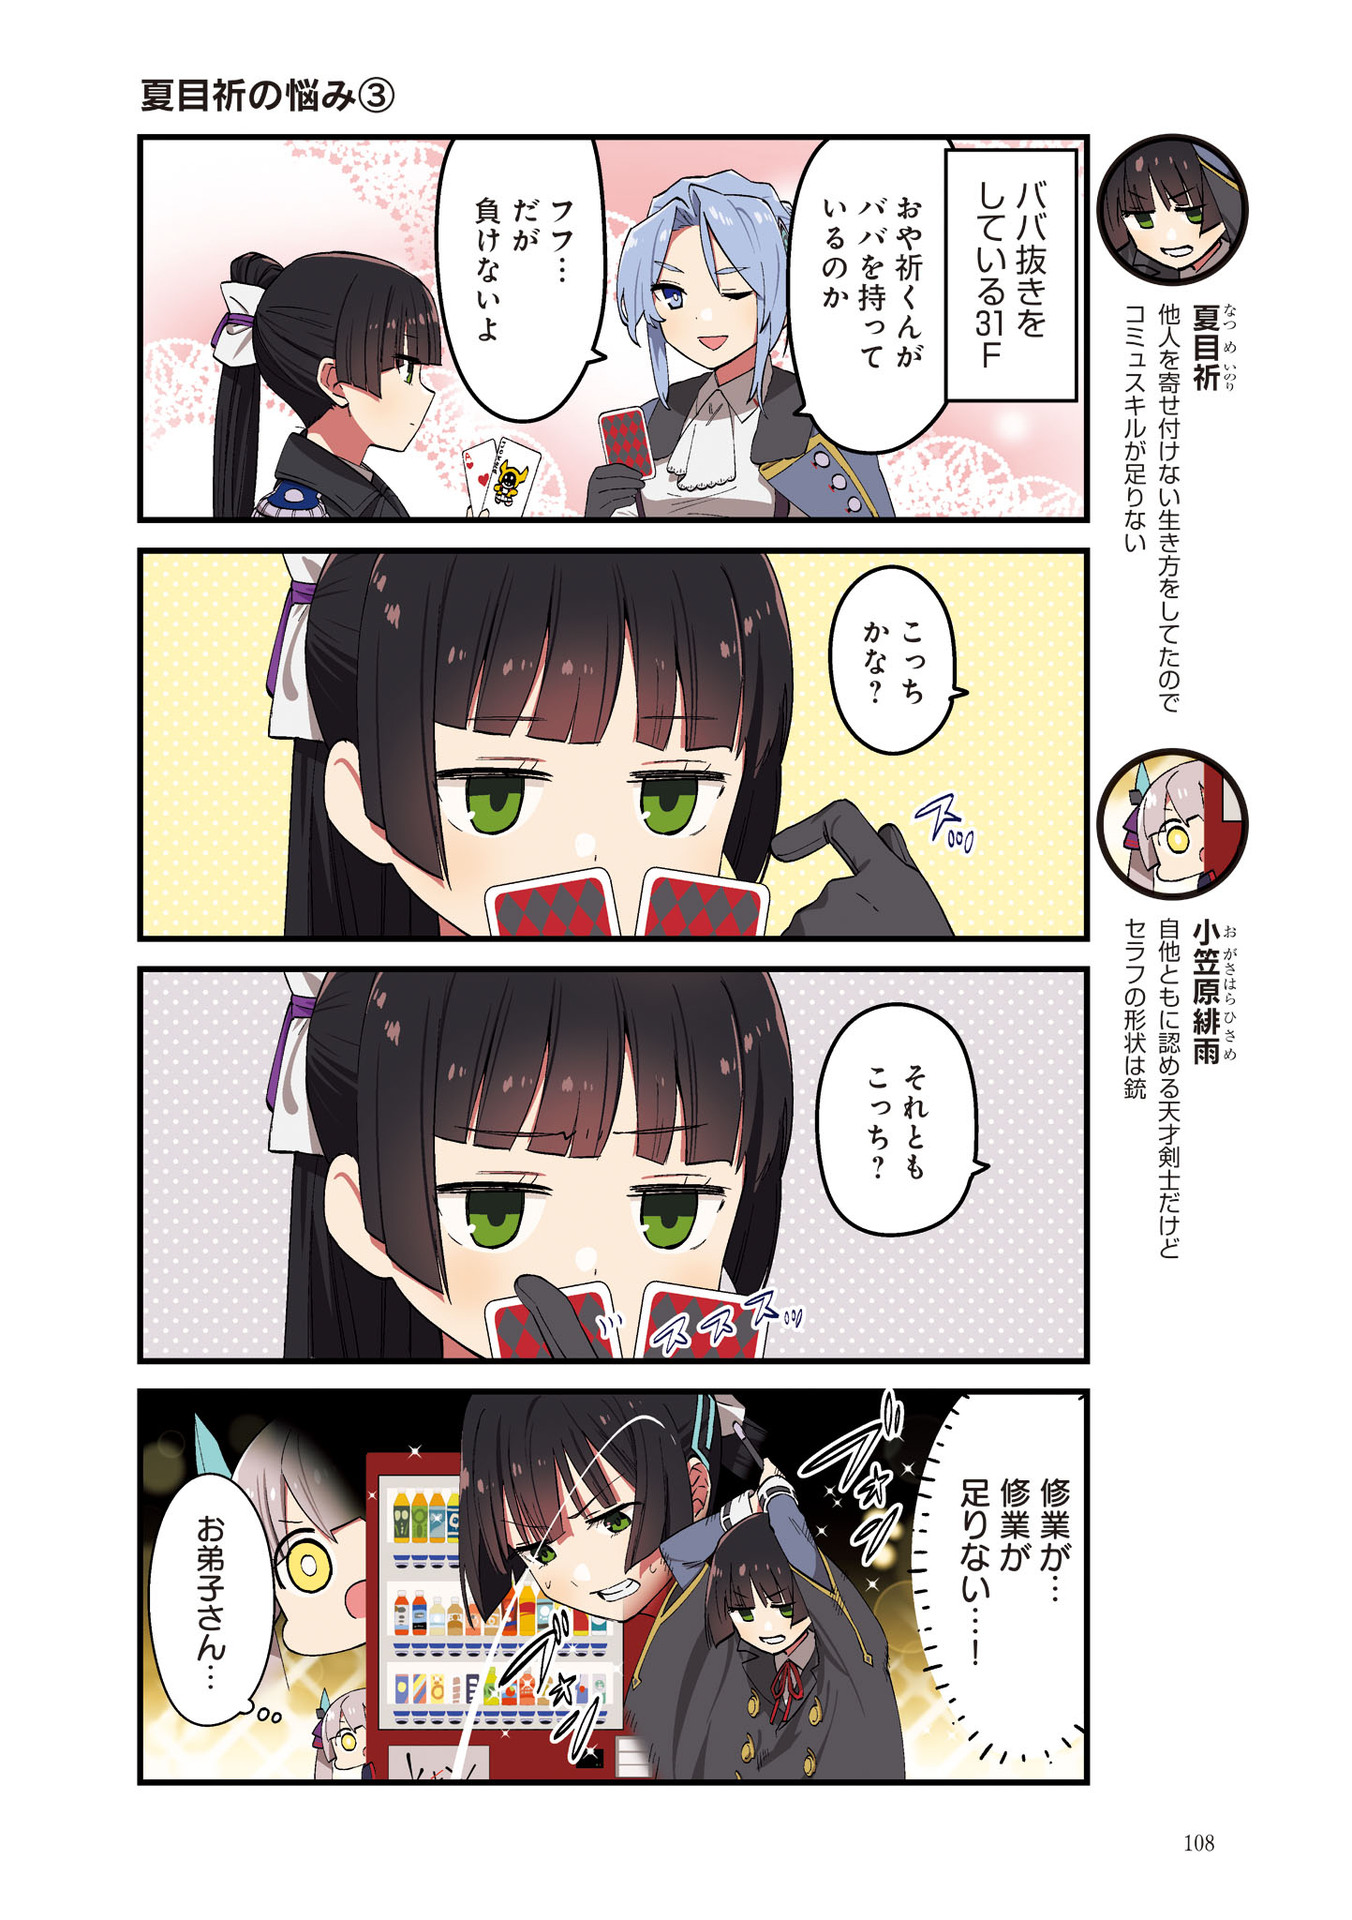 夏目祈の悩み③
ババ抜きを
している31F
おや祈くんが
ババを持って
いるのか
フフ…
だが
負けないよ
こっち
かな?
ズッ
それとも
こっち?
ススス゛ッ
修業が…
修業が
足りない…!
ブンッ
ブンッ
お弟子さん…
なつめいのり
夏目祈
他人を寄せ付けない生き方をしてたので
コミュスキルが足りない
おがさはらひさめ
小笠原緋雨
自他ともに認める天才剣士だけど
セラフの形状は銃
108